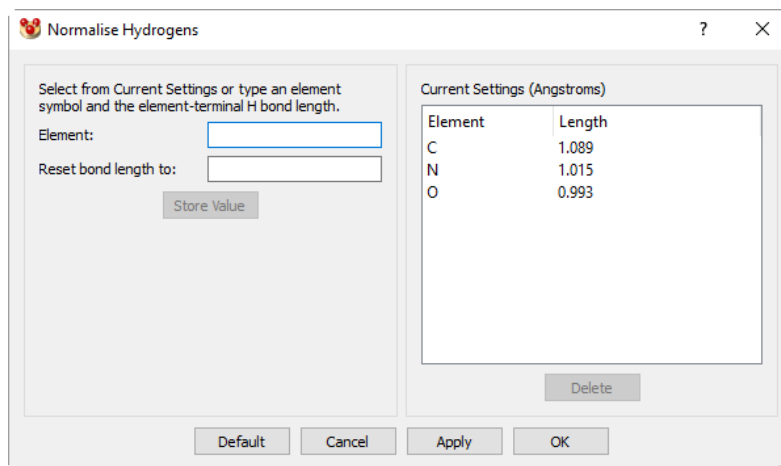 Normalise Hydrogens
?
Select from Current Settings or type an element
symbol and the element-terminal H bond length.
Element:
Reset bond length to:
Store Value
Current Settings (Angstroms)
Element Length
C 1.089
N 1.015
O 0.993
Delete
Default Cancel Apply OK